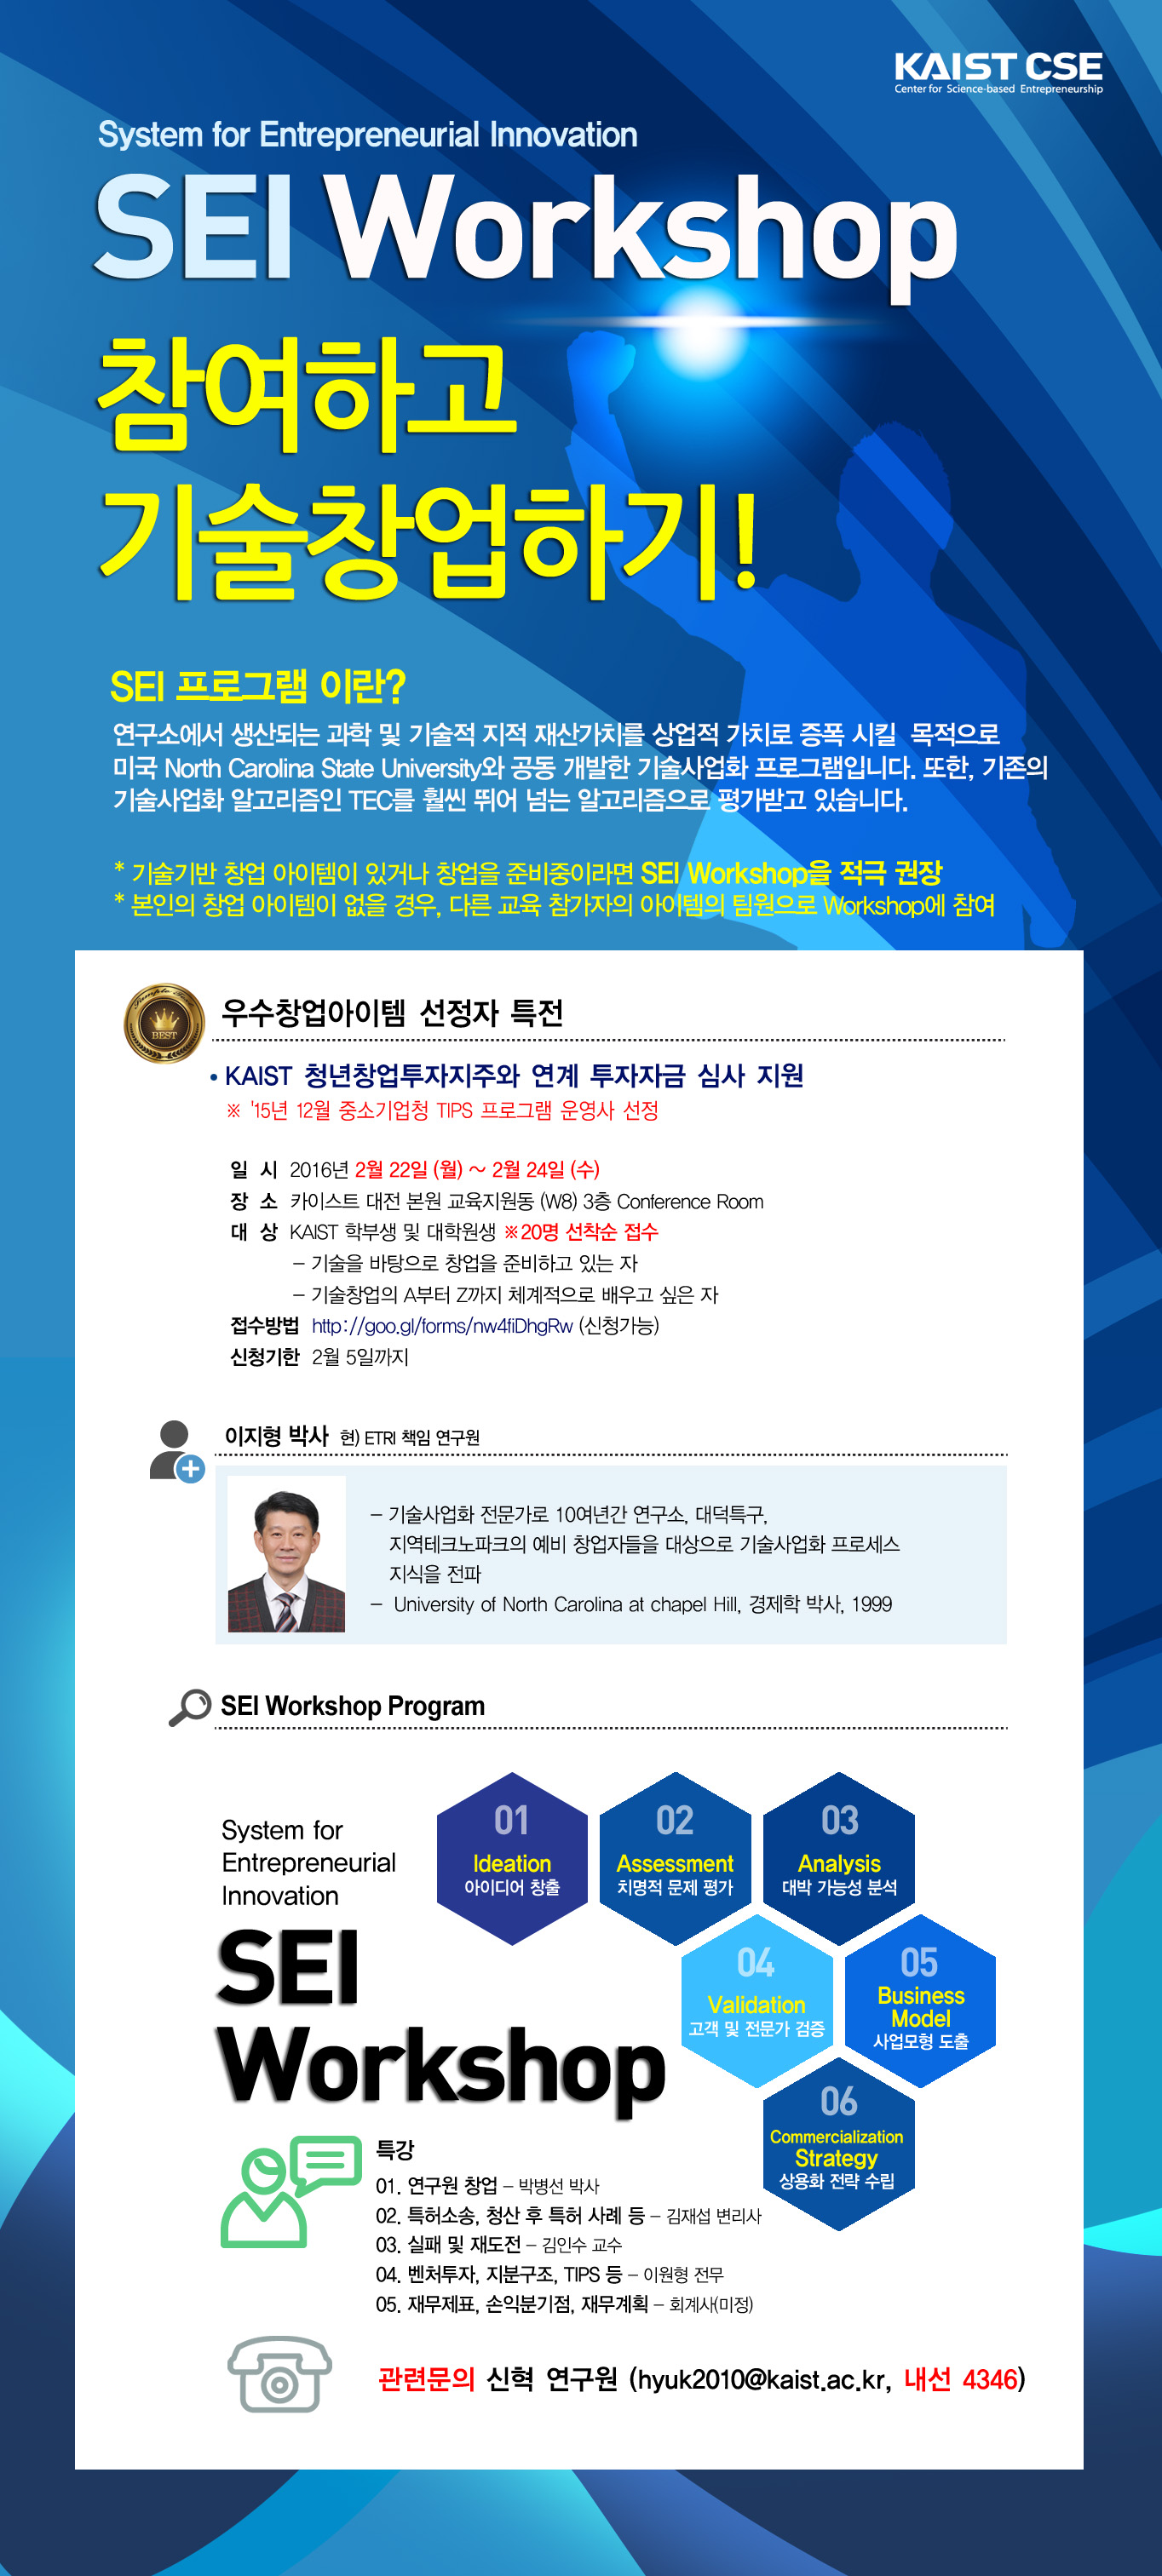 KAIST CSE
Center for Science-based Entrepreneurship
System for Entrepreneurial Innovation
SEI Workshop
참여하고
기술창업하기!
SEI 프로그램 이란?
연구소에서 생산되는 과학 및 기술적 지적 재산가치를 상업적 가치로 증폭 시킬 목적으로
미국 North Carolina State University와 공동 개발한 기술사업화 프로그램입니다. 또한, 기존의
기술사업화 알고리즘인 TEC를 훨씬 뛰어 넘는 알고리즘으로 평가받고 있습니다.
* 기술기반 창업 아이템이 있거나 창업을 준비중이라면 SEI Workshop을 적극 권장
* 본인의 창업 아이템이 없을 경우, 다른 교육 참가자의 아이템의 팀원으로 Workshop에 참여
BEST
우수창업아이템 선정자 특전
• KAIST 청년창업투자지주와 연계 투자자금 심사 지원
※ '15년 12월 중소기업청 TIPS 프로그램 운영사 선정
일 시 2016년 2월 22일 (월) ~ 2월 24일 (수)
장 소 카이스트 대전 본원 교육지원동 (W8) 3층 Conference Room
대 상 KAIST 학부생 및 대학원생 ※20명 선착순 접수
- 기술을 바탕으로 창업을 준비하고 있는 자
- 기술창업의 A부터 Z까지 체계적으로 배우고 싶은 자
접수방법 http://goo.gl/forms/nw4fiDhgRw (신청가능)
신청기한 2월 5일까지
이지형 박사 현) ETRI 책임 연구원
- 기술사업화 전문가로 10여년간 연구소, 대덕특구,
지역테크노파크의 예비 창업자들을 대상으로 기술사업화 프로세스
지식을 전파
- University of North Carolina at chapel Hill, 경제학 박사, 1999
SEI Workshop Program
System for
Entrepreneurial
Innovation
SEI
Workshop
01
Ideation
아이디어 창출
02
Assessment
치명적 문제 평가
03
Analysis
대박 가능성 분석
04
Validation
고객 및 전문가 검증
05
Business
Model
사업모형 도출
06
Commercialization
Strategy
상용화 전략 수립
특강
01. 연구원 창업 - 박병선 박사
02. 특허소송, 청산 후 특허 사례 등 - 김재섭 변리사
03. 실패 및 재도전 - 김인수 교수
04. 벤처투자, 지분구조, TIPS 등 - 이원형 전무
05. 재무제표, 손익분기점, 재무계획 - 회계사(미정)
관련문의 신혁 연구원 (hyuk2010@kaist.ac.kr, 내선 4346)